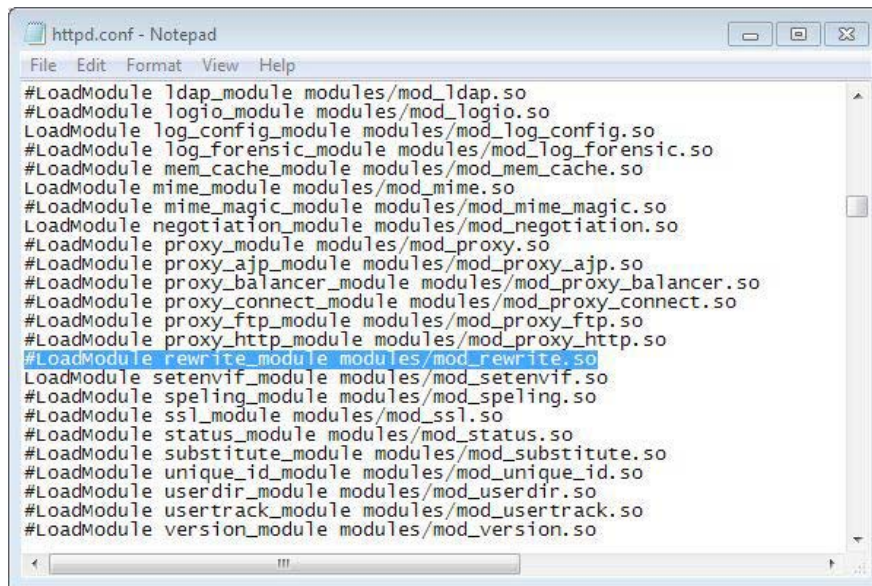 httpd.conf - Notepad
File Edit Format View Help
#LoadModule ldap_module modules/mod_ldap.so
#LoadModule logio_module modules/mod_logio.so
LoadModule log_config_module modules/mod_log_config.so
#LoadModule log_forensic_module modules/mod_log_forensic.so
#LoadModule mem_cache_module modules/mod_mem_cache.so
LoadModule mime_module modules/mod_mime.so
#LoadModule mime_magic_module modules/mod_mime_magic.so
LoadModule negotiation_module modules/mod_negotiation.so
#LoadModule proxy_module modules/mod_proxy.so
#LoadModule proxy_ajp_module modules/mod_proxy_ajp.so
#LoadModule proxy_balancer_module modules/mod_proxy_balancer.so
#LoadModule proxy_connect_module modules/mod_proxy_connect.so
#LoadModule proxy_ftp_module modules/mod_proxy_ftp.so
#LoadModule proxy_http_module modules/mod_proxy_http.so
#LoadModule rewrite_module modules/mod_rewrite.so
LoadModule setenvif_module modules/mod_setenvif.so
#LoadModule speling_module modules/mod_speling.so
#LoadModule ssl_module modules/mod_ssl.so
#LoadModule status_module modules/mod_status.so
#LoadModule substitute_module modules/mod_substitute.so
#LoadModule unique_id_module modules/mod_unique_id.so
#LoadModule userdir_module modules/mod_userdir.so
#LoadModule usertrack_module modules/mod_usertrack.so
#LoadModule version_module modules/mod_version.so